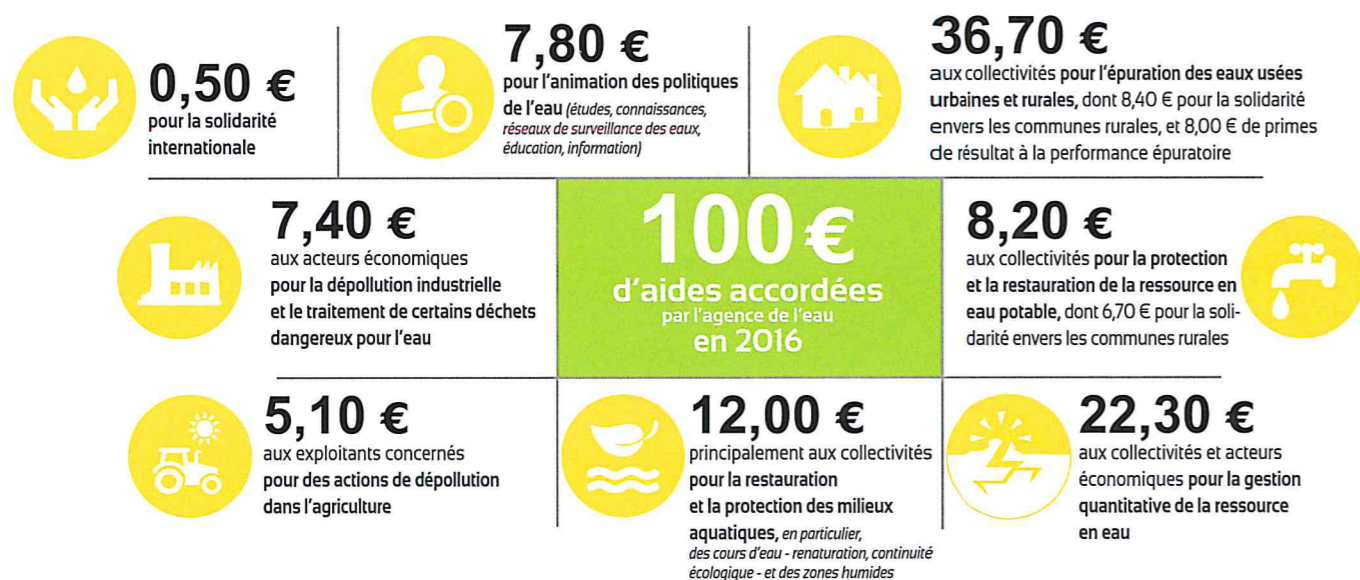 0,50 €
pour la solidarité
internationale
7,80 €
pour l'animation des politiques
de l'eau (études, connaissances,
réseaux de surveillance des eaux,
éducation, information)
36,70 €
aux collectivités pour l'épuration des eaux usées
urbaines et rurales, dont 8,40 € pour la solidarité
envers les communes rurales, et 8,00 € de primes
de résultat à la performance épuratoire
7,40 €
aux acteurs économiques
pour la dépollution industrielle
et le traitement de certains déchets
dangereux pour l'eau
100 €
d'aides accordées
par l'agence de l'eau
en 2016
8,20 €
aux collectivités pour la protection
et la restauration de la ressource en
eau potable, dont 6,70 € pour la soli-
darité envers les communes rurales
5,10 €
aux exploitants concernés
pour des actions de dépollution
dans l'agriculture
12,00 €
principalement aux collectivités
pour la restauration
et la protection des milieux
aquatiques, en particulier,
des cours d'eau - renaturation, continuité
écologique - et des zones humides
22,30 €
aux collectivités et acteurs
économiques pour la gestion
quantitative de la ressource
en eau